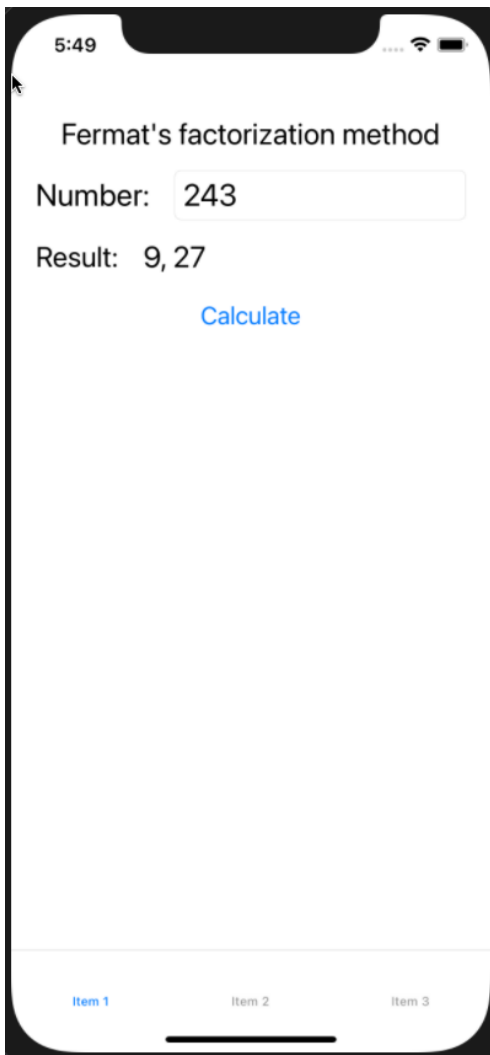 5:49
Fermat's factorization method
Number: 243
Result: 9, 27
Calculate
Item 1 Item 2 Item 3